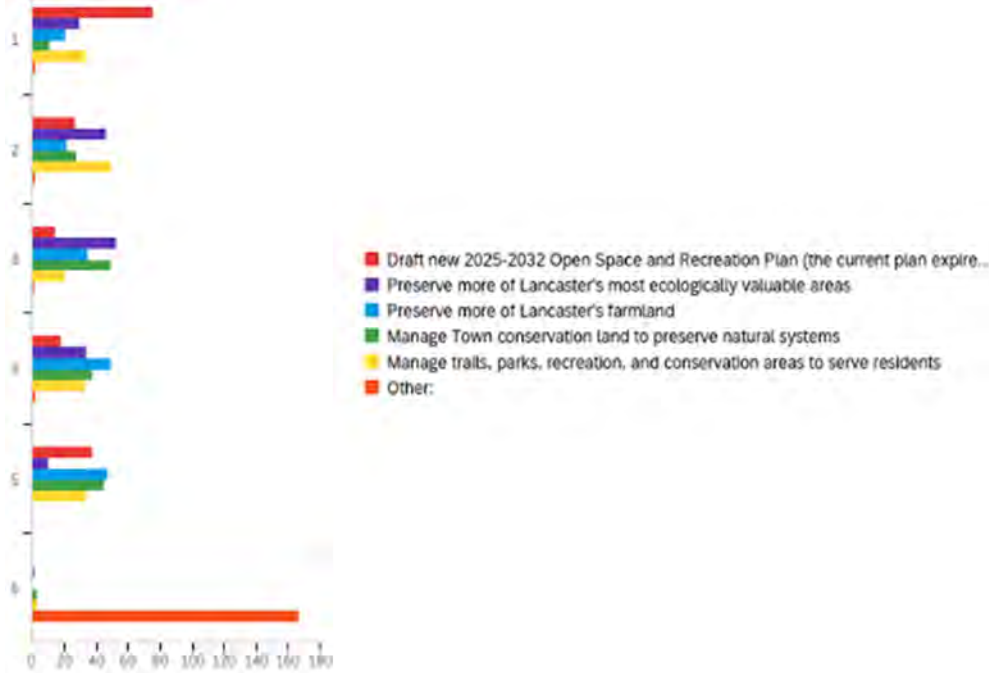 1
2
3
4
5
6
Draft new 2025-2032 Open Space and Recreation Plan (the current plan expire...
Preserve more of Lancaster's most ecologically valuable areas
Preserve more of Lancaster's farmland
Manage Town conservation land to preserve natural systems
Manage trails, parks, recreation, and conservation areas to serve residents
Other:
0 20 40 60 80 100 120 140 160 180